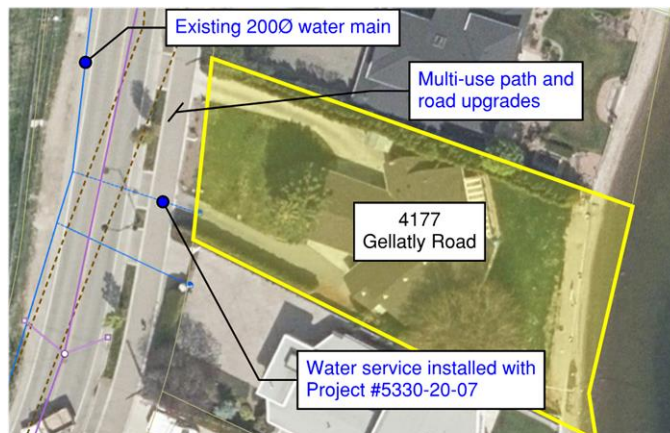 Existing 200Ø water main
Multi-use path and
road upgrades
4177
Gellatly Road
Water service installed with
Project #5330-20-07